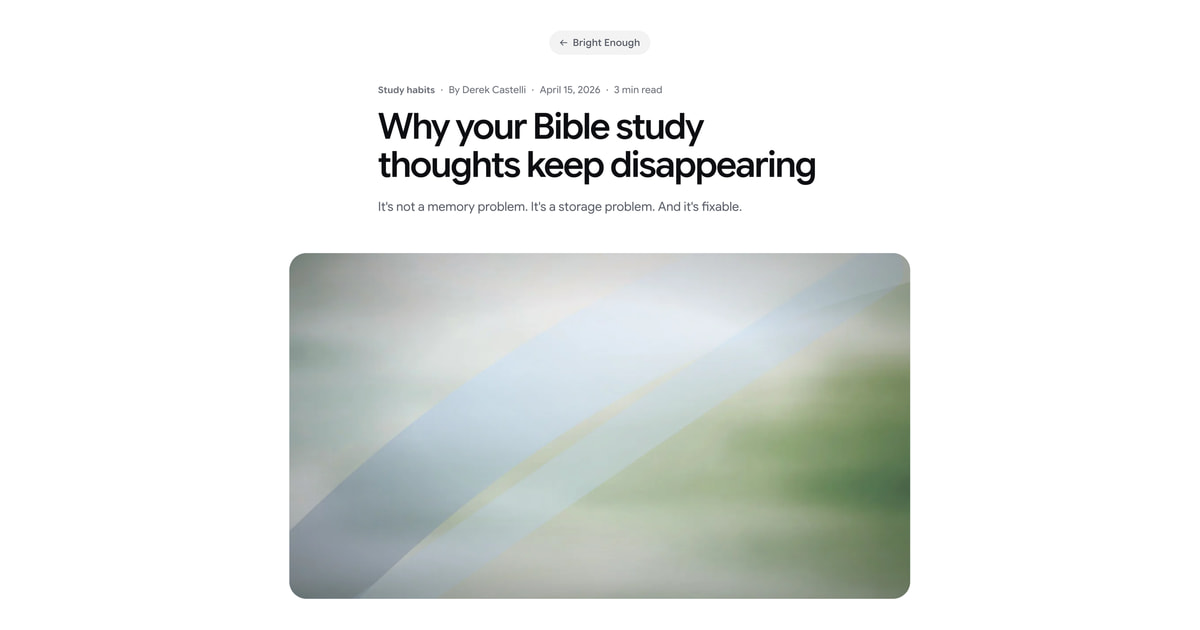 ← Bright Enough
Study habits · By Derek Castelli · April 15, 2026 · 3 min read
Why your Bible study
thoughts keep disappearing
It's not a memory problem. It's a storage problem. And it's fixable.